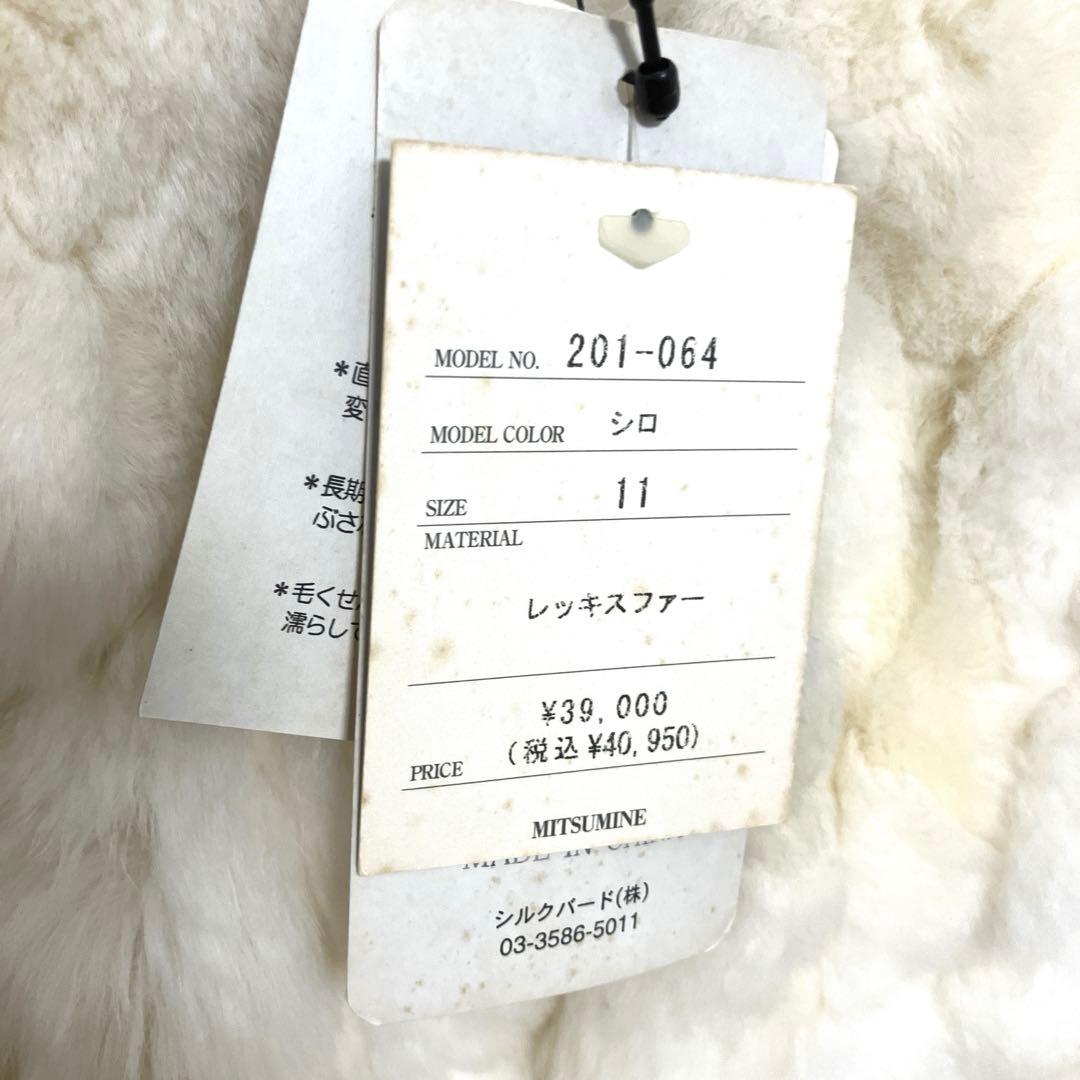 MODEL NO. 201-064
MODEL COLOR シロ
SIZE 11
MATERIAL
レッキスファー
¥39,000
(税込¥40,950)
PRICE
MITSUMINE
MADE IN
シルクバード(株)
03-3586-5011
*直
変
*長期
ぶさ
*毛くせ
濡らして